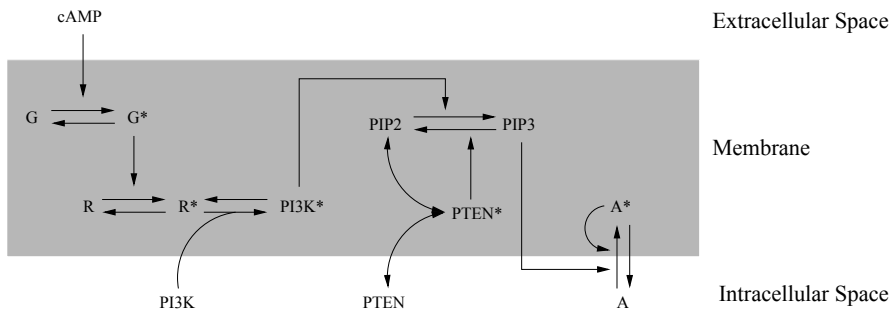 cAMP
Extracellular Space
G
G*
PIP2
PIP3
Membrane
R
R*
PI3K*
PTEN*
A*
PI3K
PTEN
A
Intracellular Space